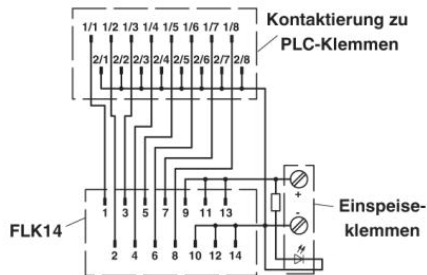 Kontaktierung zu
PLC-Klemmen
1/1 1/2 1/3 1/4 1/5 1/6 1/7 1/8
2/1 2/2 2/3 2/4 2/5 2/6 2/7 2/8
+
-
Einspeise-
klemmen
FLK14
1 3 5 7 9 11 13
2 4 6 8 10 12 14